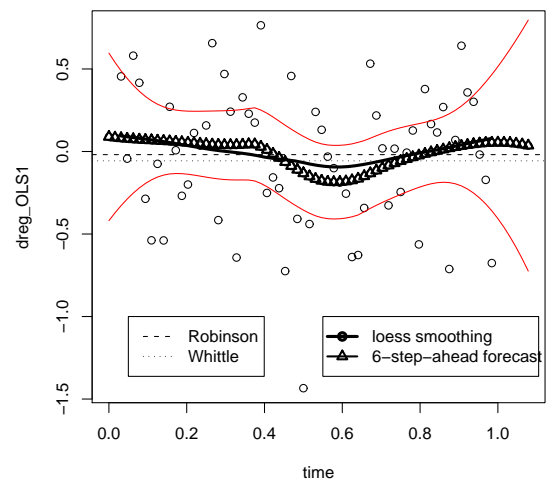 dreg_OLS1
0.5
0.0
−0.5
−1.0
−1.5
Robinson
Whittle
loess smoothing
6−step−ahead forecast
0.0 0.2 0.4 0.6 0.8 1.0
time